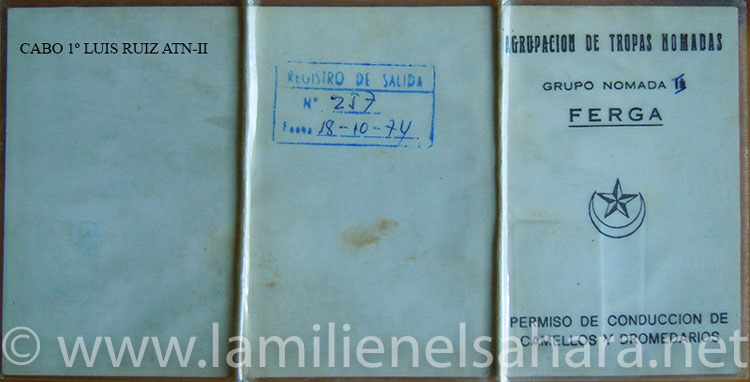 CABO 1º LUIS RUIZ ATN-II
REGISTRO DE SALIDA
Nº 257
Fecha 18-10-74
AGRUPACION DE TROPAS NOMADAS
GRUPO NOMADA II
FERGA
PERMISO DE CONDUCCION DE
CAMELLOS Y DROMEDARIOS
© www.lamilienelsahara.net